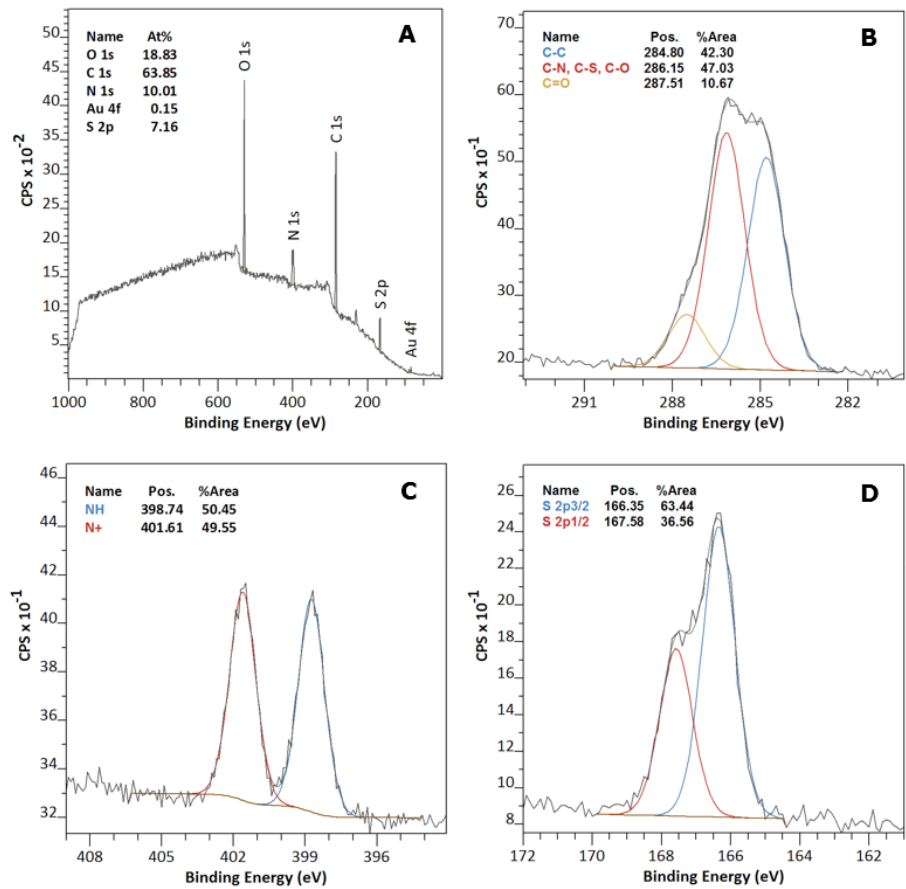 A
Name At%
O 1s 18.83
C 1s 63.85
N 1s 10.01
Au 4f 0.15
S 2p 7.16
O 1s
C 1s
N 1s
S 2p
Au 4f
50
45
40
35
30
25
20
15
10
5
CPS x 10-2
1000 800 600 400 200
Binding Energy (eV)
B
Name Pos. %Area
C-C 284.80 42.30
C-N, C-S, C-O 286.15 47.03
C=O 287.51 10.67
70
60
50
40
30
20
CPS x 10-1
291 288 285 282
Binding Energy (eV)
C
Name Pos. %Area
NH 398.74 50.45
N+ 401.61 49.55
46
44
41
38
36
34
32
CPS x 10-1
408 405 402 399 396
Binding Energy (eV)
D
Name Pos. %Area
S 2p3/2 166.35 63.44
S 2p1/2 167.58 36.56
26
24
22
20
18
16
14
12
10
8
CPS x 10-1
172 170 168 166 164 162
Binding Energy (eV)